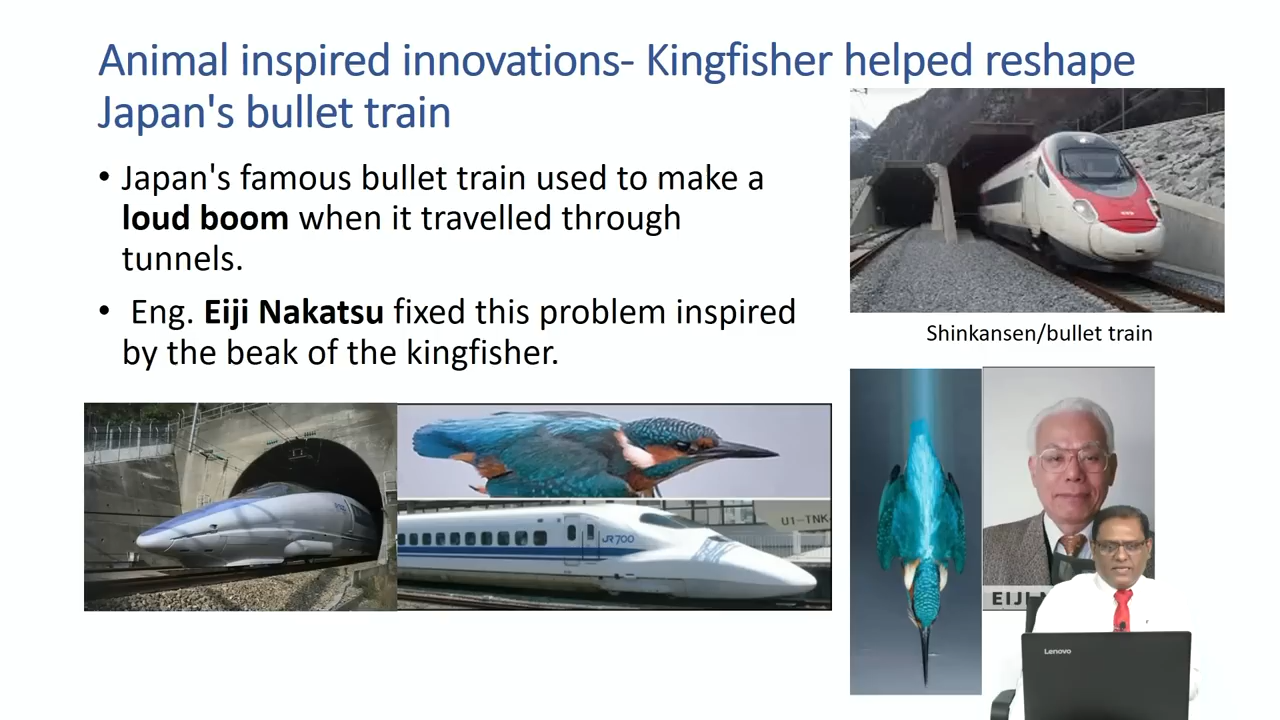 Animal inspired innovations- Kingfisher helped reshape
Japan's bullet train
• Japan's famous bullet train used to make a
loud boom when it travelled through
tunnels.
• Eng. Eiji Nakatsu fixed this problem inspired
by the beak of the kingfisher.
Shinkansen/bullet train
U1-TNK
JR700
EIJI
Lenovo